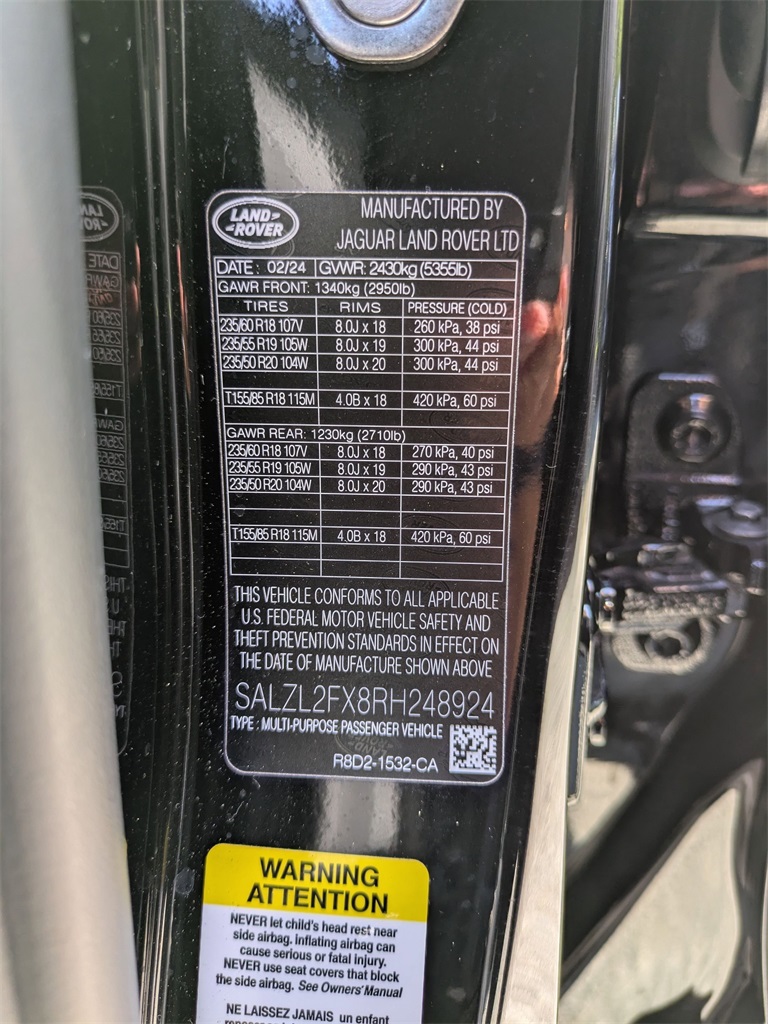 LAND-
-ROVER
MANUFACTURED BY
JAGUAR LAND ROVER LTD
DATE : 02/24 GVWR: 2430kg (5355lb)
GAWR FRONT: 1340kg (2950lb)
TIRES RIMS PRESSURE (COLD)
235/60 R18 107V 8.0J x 18 260 kPa, 38 psi
235/55 R19 105W 8.0J x 19 300 kPa, 44 psi
235/50 R20 104W 8.0J x 20 300 kPa, 44 psi
T155/85 R18 115M 4.0B x 18 420 kPa, 60 psi
GAWR REAR: 1230kg (2710lb)
235/60 R18 107V 8.0J x 18 270 kPa, 40 psi
235/55 R19 105W 8.0J x 19 290 kPa, 43 psi
235/50 R20 104W 8.0J x 20 290 kPa, 43 psi
T155/85 R18 115M 4.0B x 18 420 kPa, 60 psi
THIS VEHICLE CONFORMS TO ALL APPLICABLE
U.S. FEDERAL MOTOR VEHICLE SAFETY AND
THEFT PREVENTION STANDARDS IN EFFECT ON
THE DATE OF MANUFACTURE SHOWN ABOVE
SALZL2FX8RH248924
TYPE : MULTI-PURPOSE PASSENGER VEHICLE
R8D2-1532-CA
WARNING
ATTENTION
NEVER let child's head rest near
side airbag. Inflating airbag can
cause serious or fatal injury.
NEVER use seat covers that block
the side airbag. See Owners' Manual
NE LAISSEZ JAMAIS un enfant